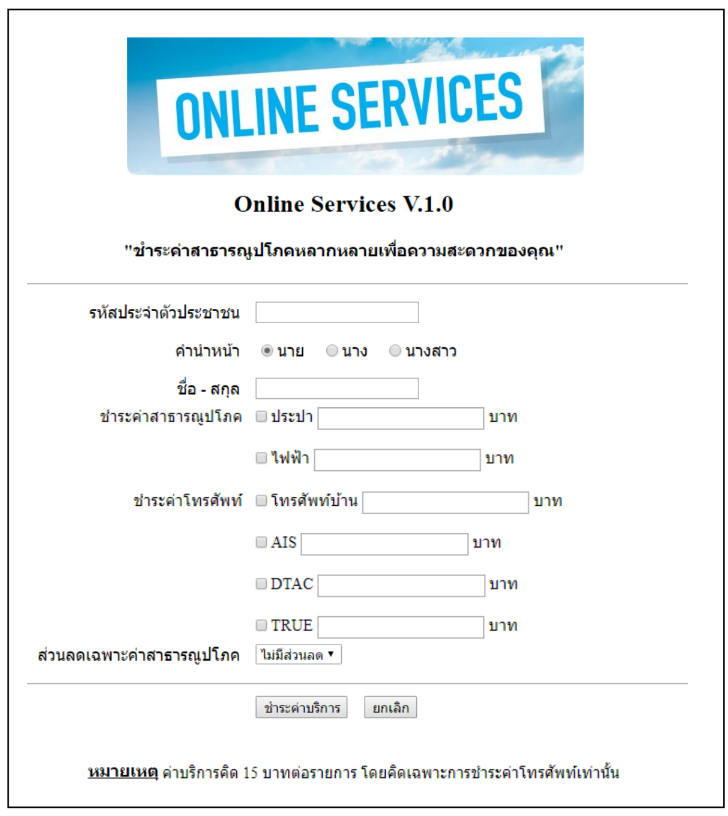 ONLINE SERVICES
Online Services V.1.0
"ชำระค่าสาธารณูปโภคหลากหลายเพื่อความสะดวกของคุณ"
รหัสประจำตัวประชาชน
คำนำหน้า นาย นาง นางสาว
ชื่อ - สกุล
ชำระค่าสาธารณูปโภค ประปา บาท
ไฟฟ้า บาท
ชำระค่าโทรศัพท์ โทรศัพท์บ้าน บาท
AIS บาท
DTAC บาท
TRUE บาท
ส่วนลดเฉพาะค่าสาธารณูปโภค ไม่มีส่วนลด
ชำระค่าบริการ ยกเลิก
หมายเหตุ ค่าบริการคิด 15 บาทต่อรายการ โดยคิดเฉพาะการชำระค่าโทรศัพท์เท่านั้น